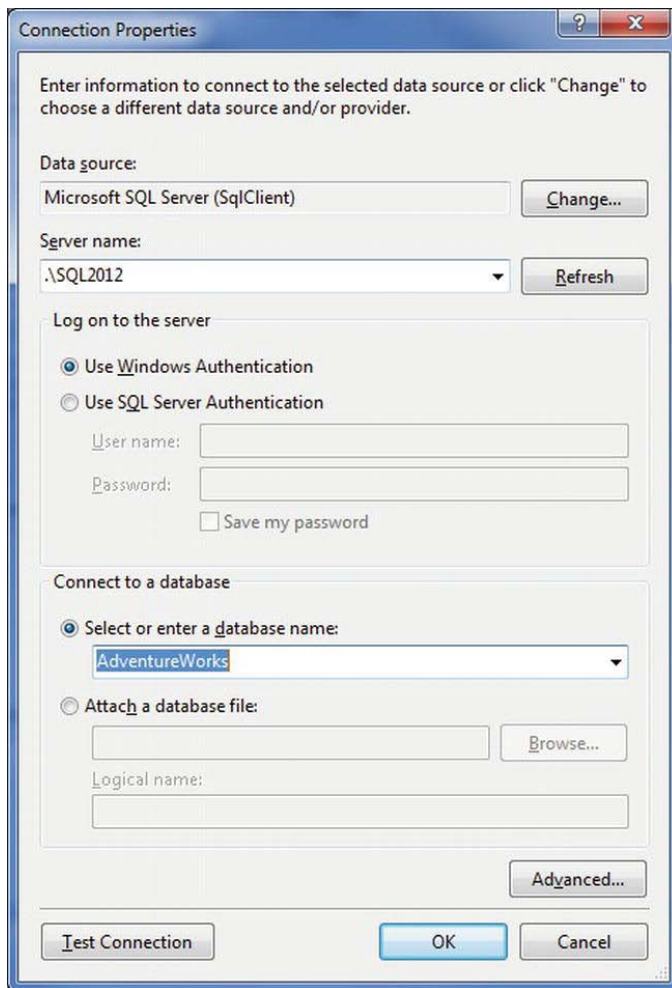 Connection Properties
Enter information to connect to the selected data source or click "Change" to
choose a different data source and/or provider.
Data source:
Microsoft SQL Server (SqlClient)
Change...
Server name:
.\SQL2012
Refresh
Log on to the server
Use Windows Authentication
Use SQL Server Authentication
User name:
Password:
Save my password
Connect to a database
Select or enter a database name:
AdventureWorks
Attach a database file:
Browse...
Logical name:
Advanced...
Test Connection
OK
Cancel